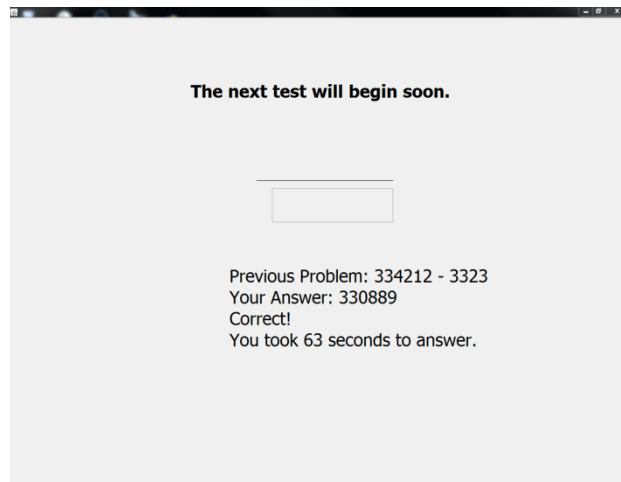 The next test will begin soon.
Previous Problem: 334212 - 3323
Your Answer: 330889
Correct!
You took 63 seconds to answer.